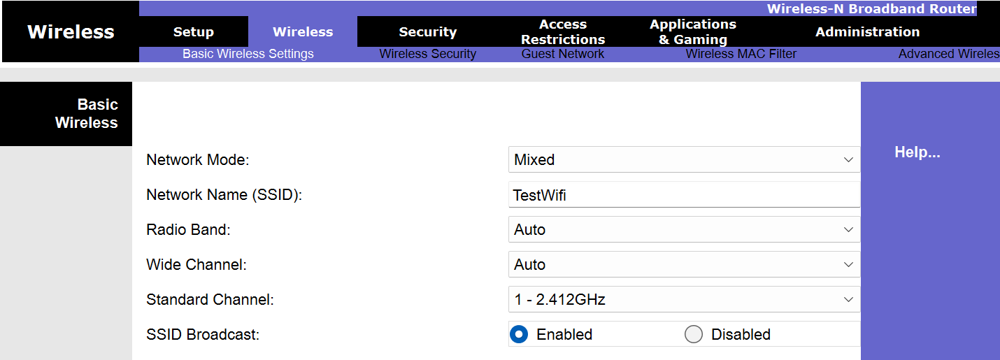 Wireless-N Broadband Router
Wireless
Setup
Wireless
Security
Access
Restrictions
Applications
& Gaming
Administration
Basic Wireless Settings
Wireless Security
Guest Network
Wireless MAC Filter
Advanced Wireles
Basic
Wireless
Help...
Network Mode: Mixed
Network Name (SSID): TestWifi
Radio Band: Auto
Wide Channel: Auto
Standard Channel: 1 - 2.412GHz
SSID Broadcast: Enabled Disabled